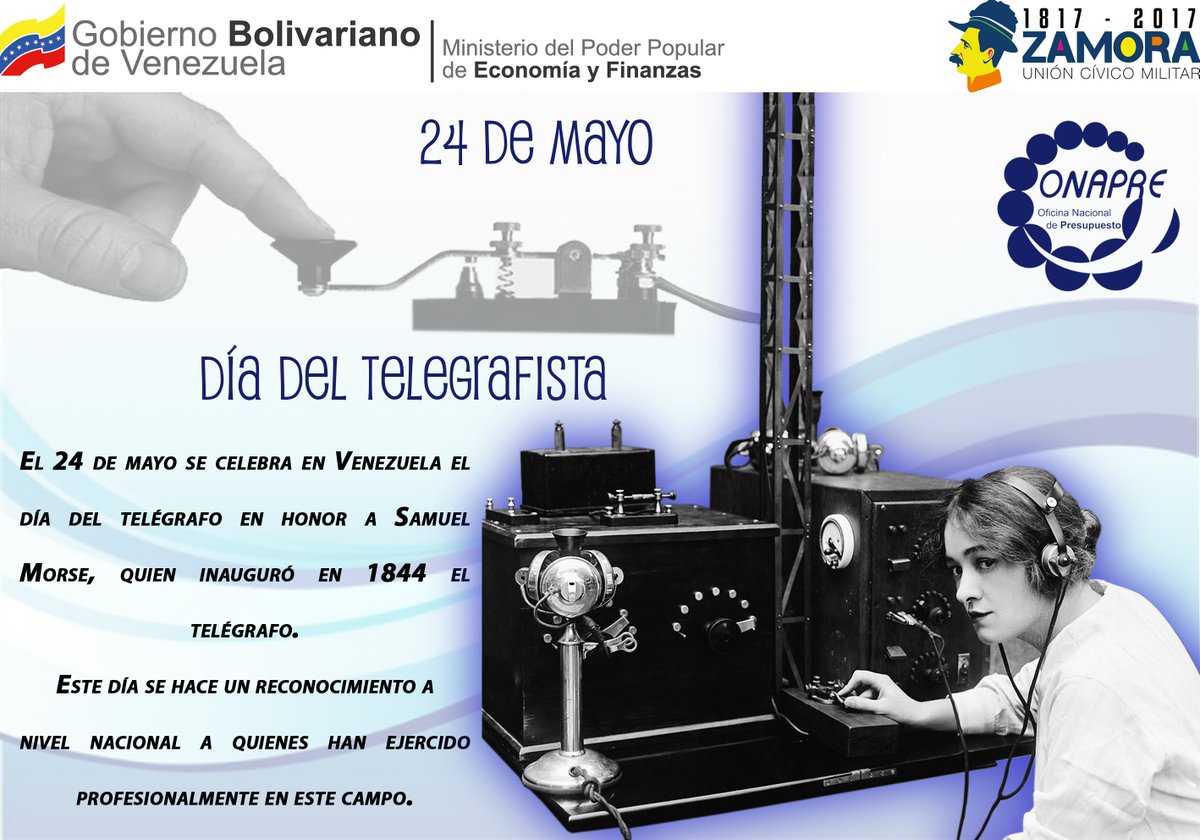 Gobierno Bolivariano
de Venezuela
Ministerio del Poder Popular
de Economía y Finanzas
1817 - 2017
ZAMORA
UNIÓN CÍVICO MILITAR
24 DE MAYO
ONAPRE
Oficina Nacional
de Presupuesto
DÍA DEL TELEGRAFISTA
EL 24 DE MAYO SE CELEBRA EN VENEZUELA EL
DÍA DEL TELÉGRAFO EN HONOR A SAMUEL
MORSE, QUIEN INAUGURÓ EN 1844 EL
TELÉGRAFO.
ESTE DÍA SE HACE UN RECONOCIMIENTO A
NIVEL NACIONAL A QUIENES HAN EJERCIDO
PROFESIONALMENTE EN ESTE CAMPO.